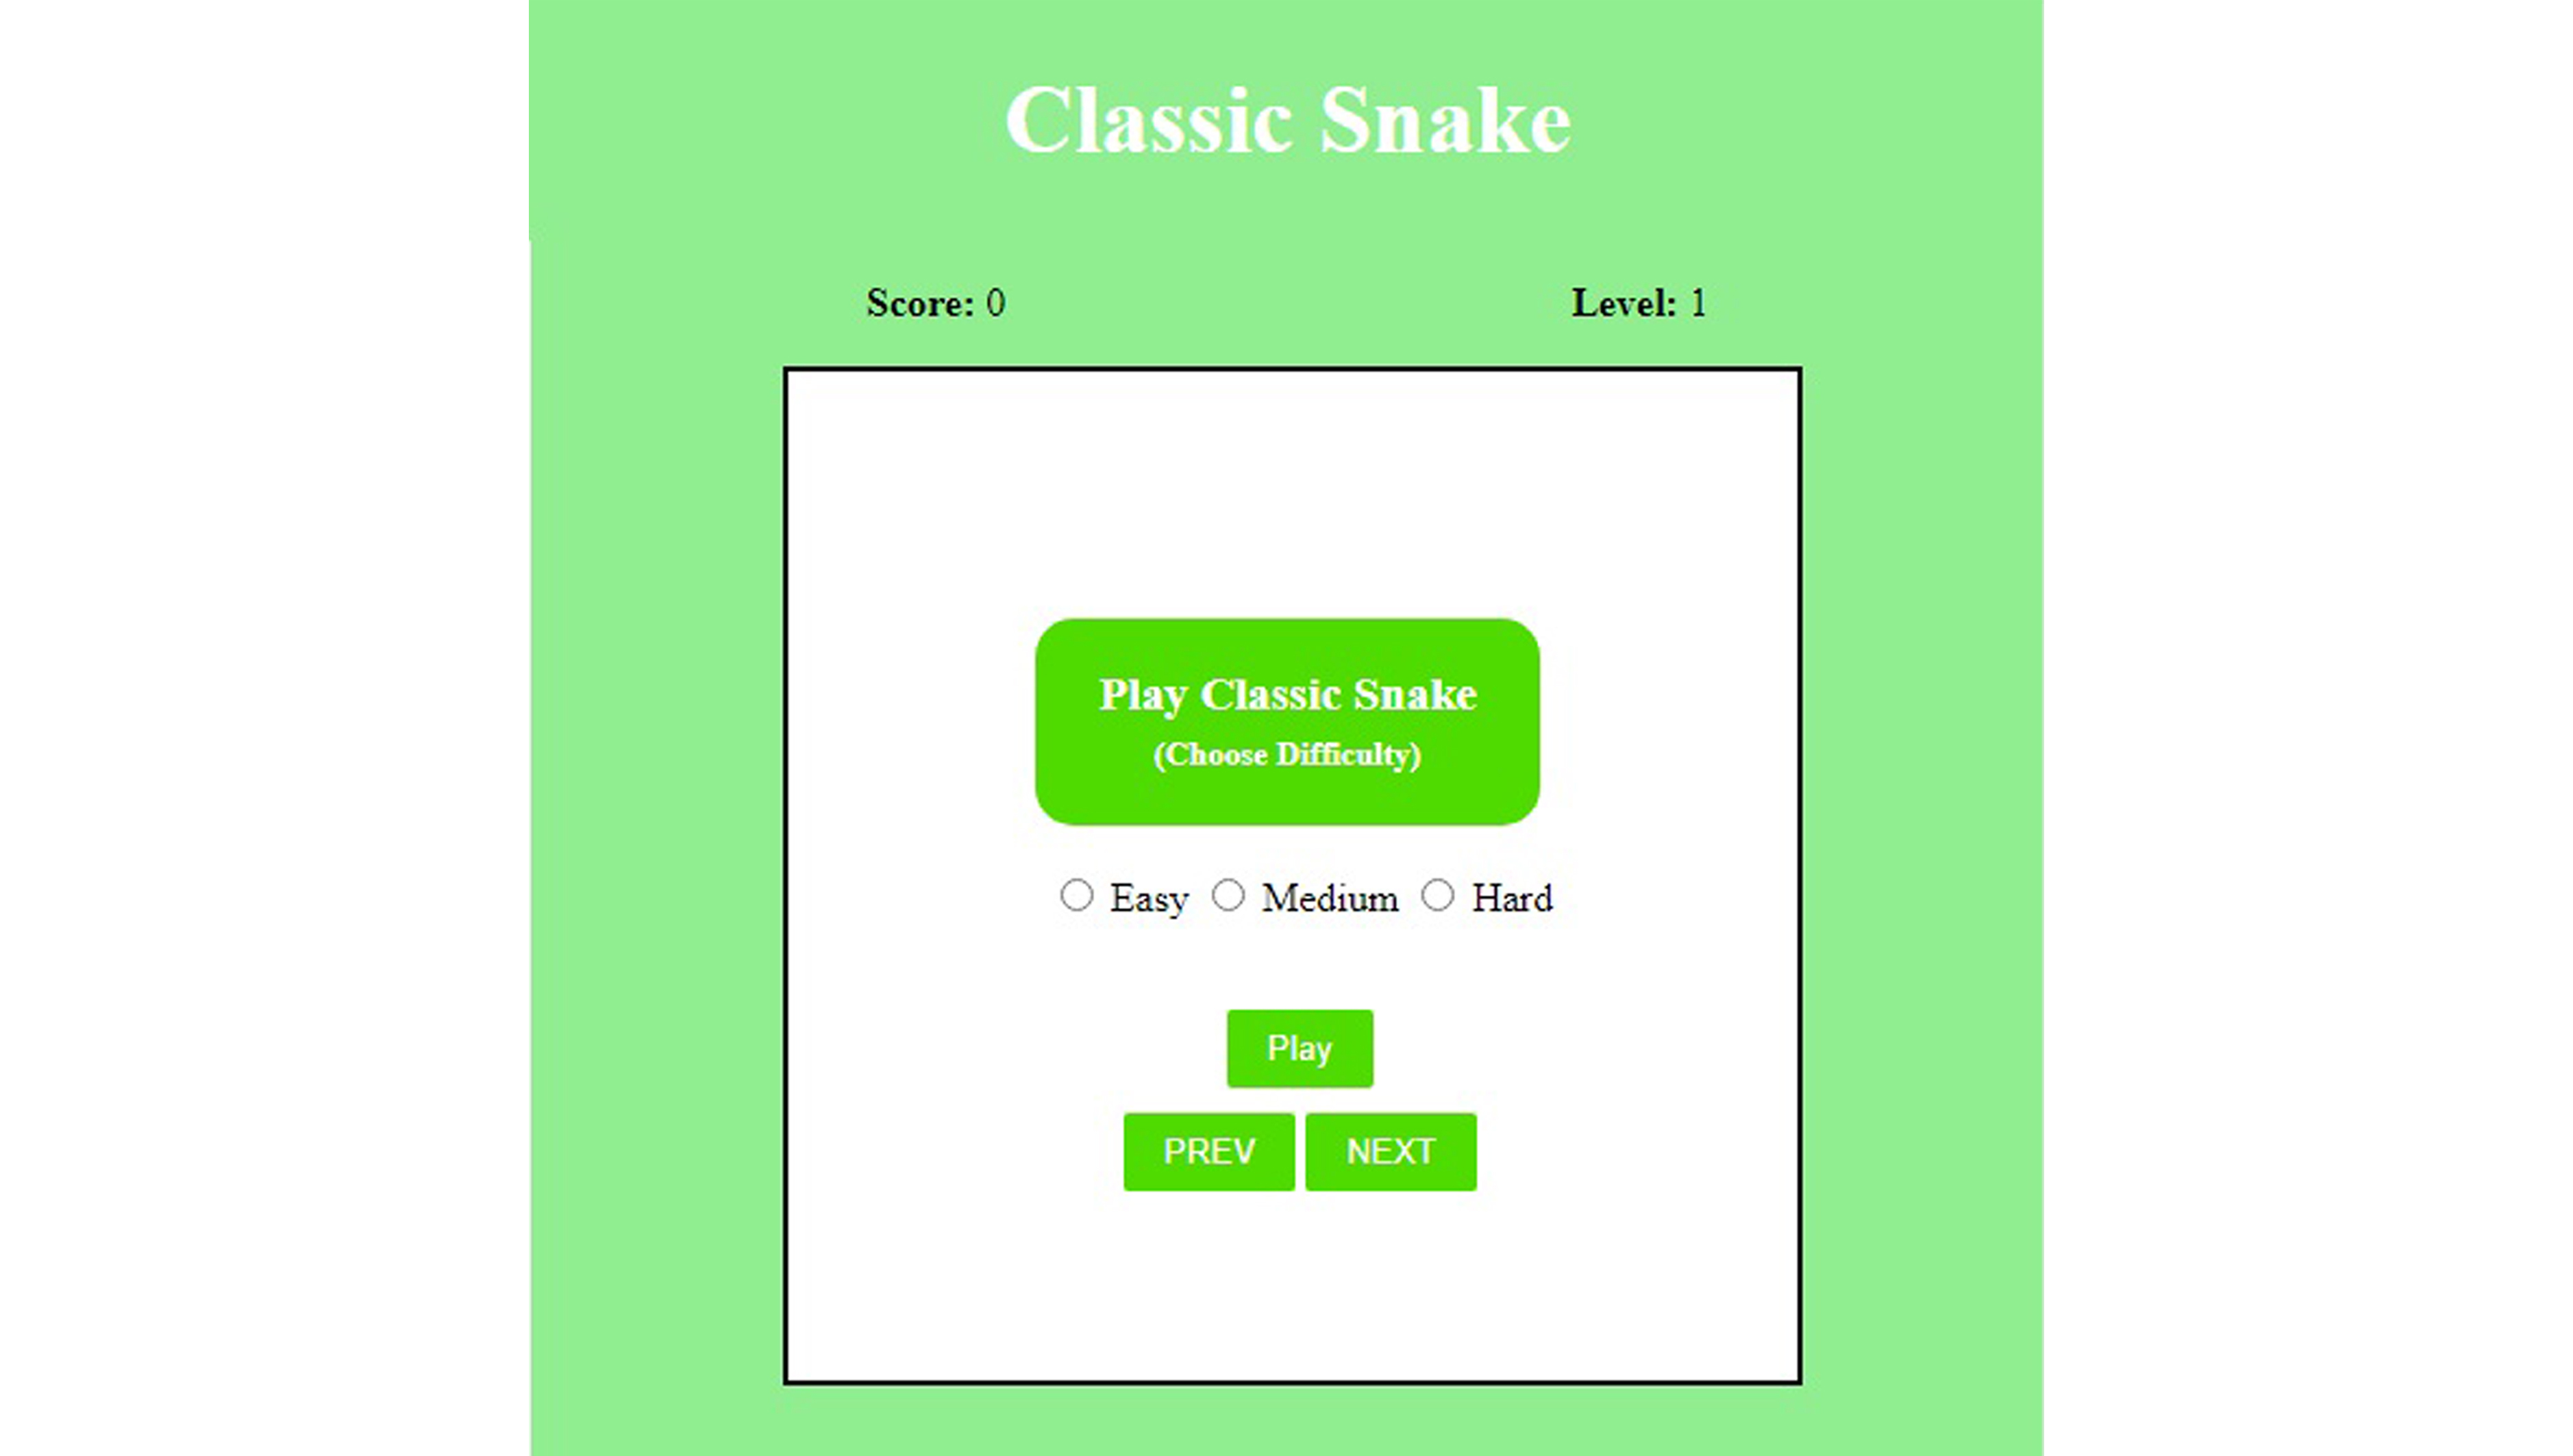 Classic Snake
Score: 0 Level: 1
Play Classic Snake
(Choose Difficulty)
Easy Medium Hard
Play
PREV NEXT